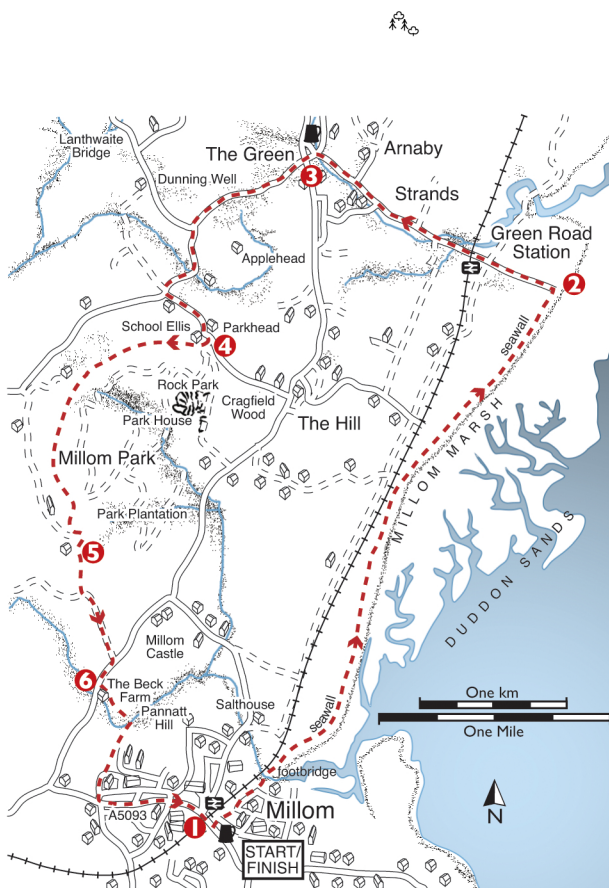 Lanthwaite
Bridge
The Green
Arnaby
Dunning Well
3
Strands
Applehead
Green Road
Station
2
School Ellis
Parkhead
4
seawall
Rock Park
Cragfield
Wood
Park House
The Hill
Millom Park
MILLOM MARSH
Park Plantation
5
DUDDON SANDS
Millom
Castle
6
The Beck
Farm
Pannatt
Hill
Salthouse
seawall
One km
One Mile
footbridge
A5093
1
Millom
N
START/
FINISH